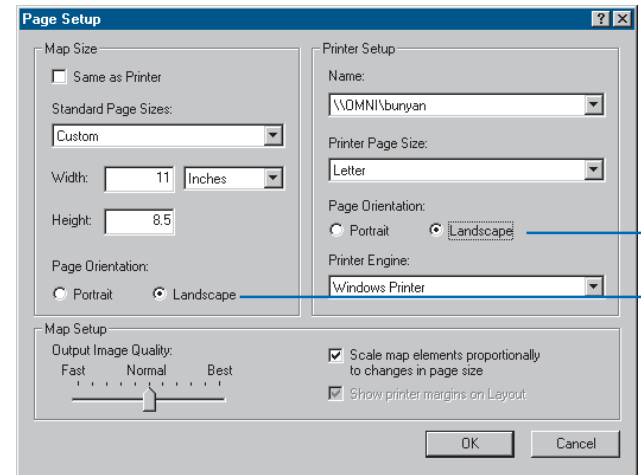 Page Setup
Map Size
Same as Printer
Standard Page Sizes:
Custom
Width: 11 Inches
Height: 8.5
Page Orientation:
Portrait Landscape
Printer Setup
Name:
\\OMNI\bunyan
Printer Page Size:
Letter
Page Orientation:
Portrait Landscape
Printer Engine:
Windows Printer
Map Setup
Output Image Quality:
Fast Normal Best
Scale map elements proportionally
to changes in page size
Show printer margins on Layout
OK Cancel